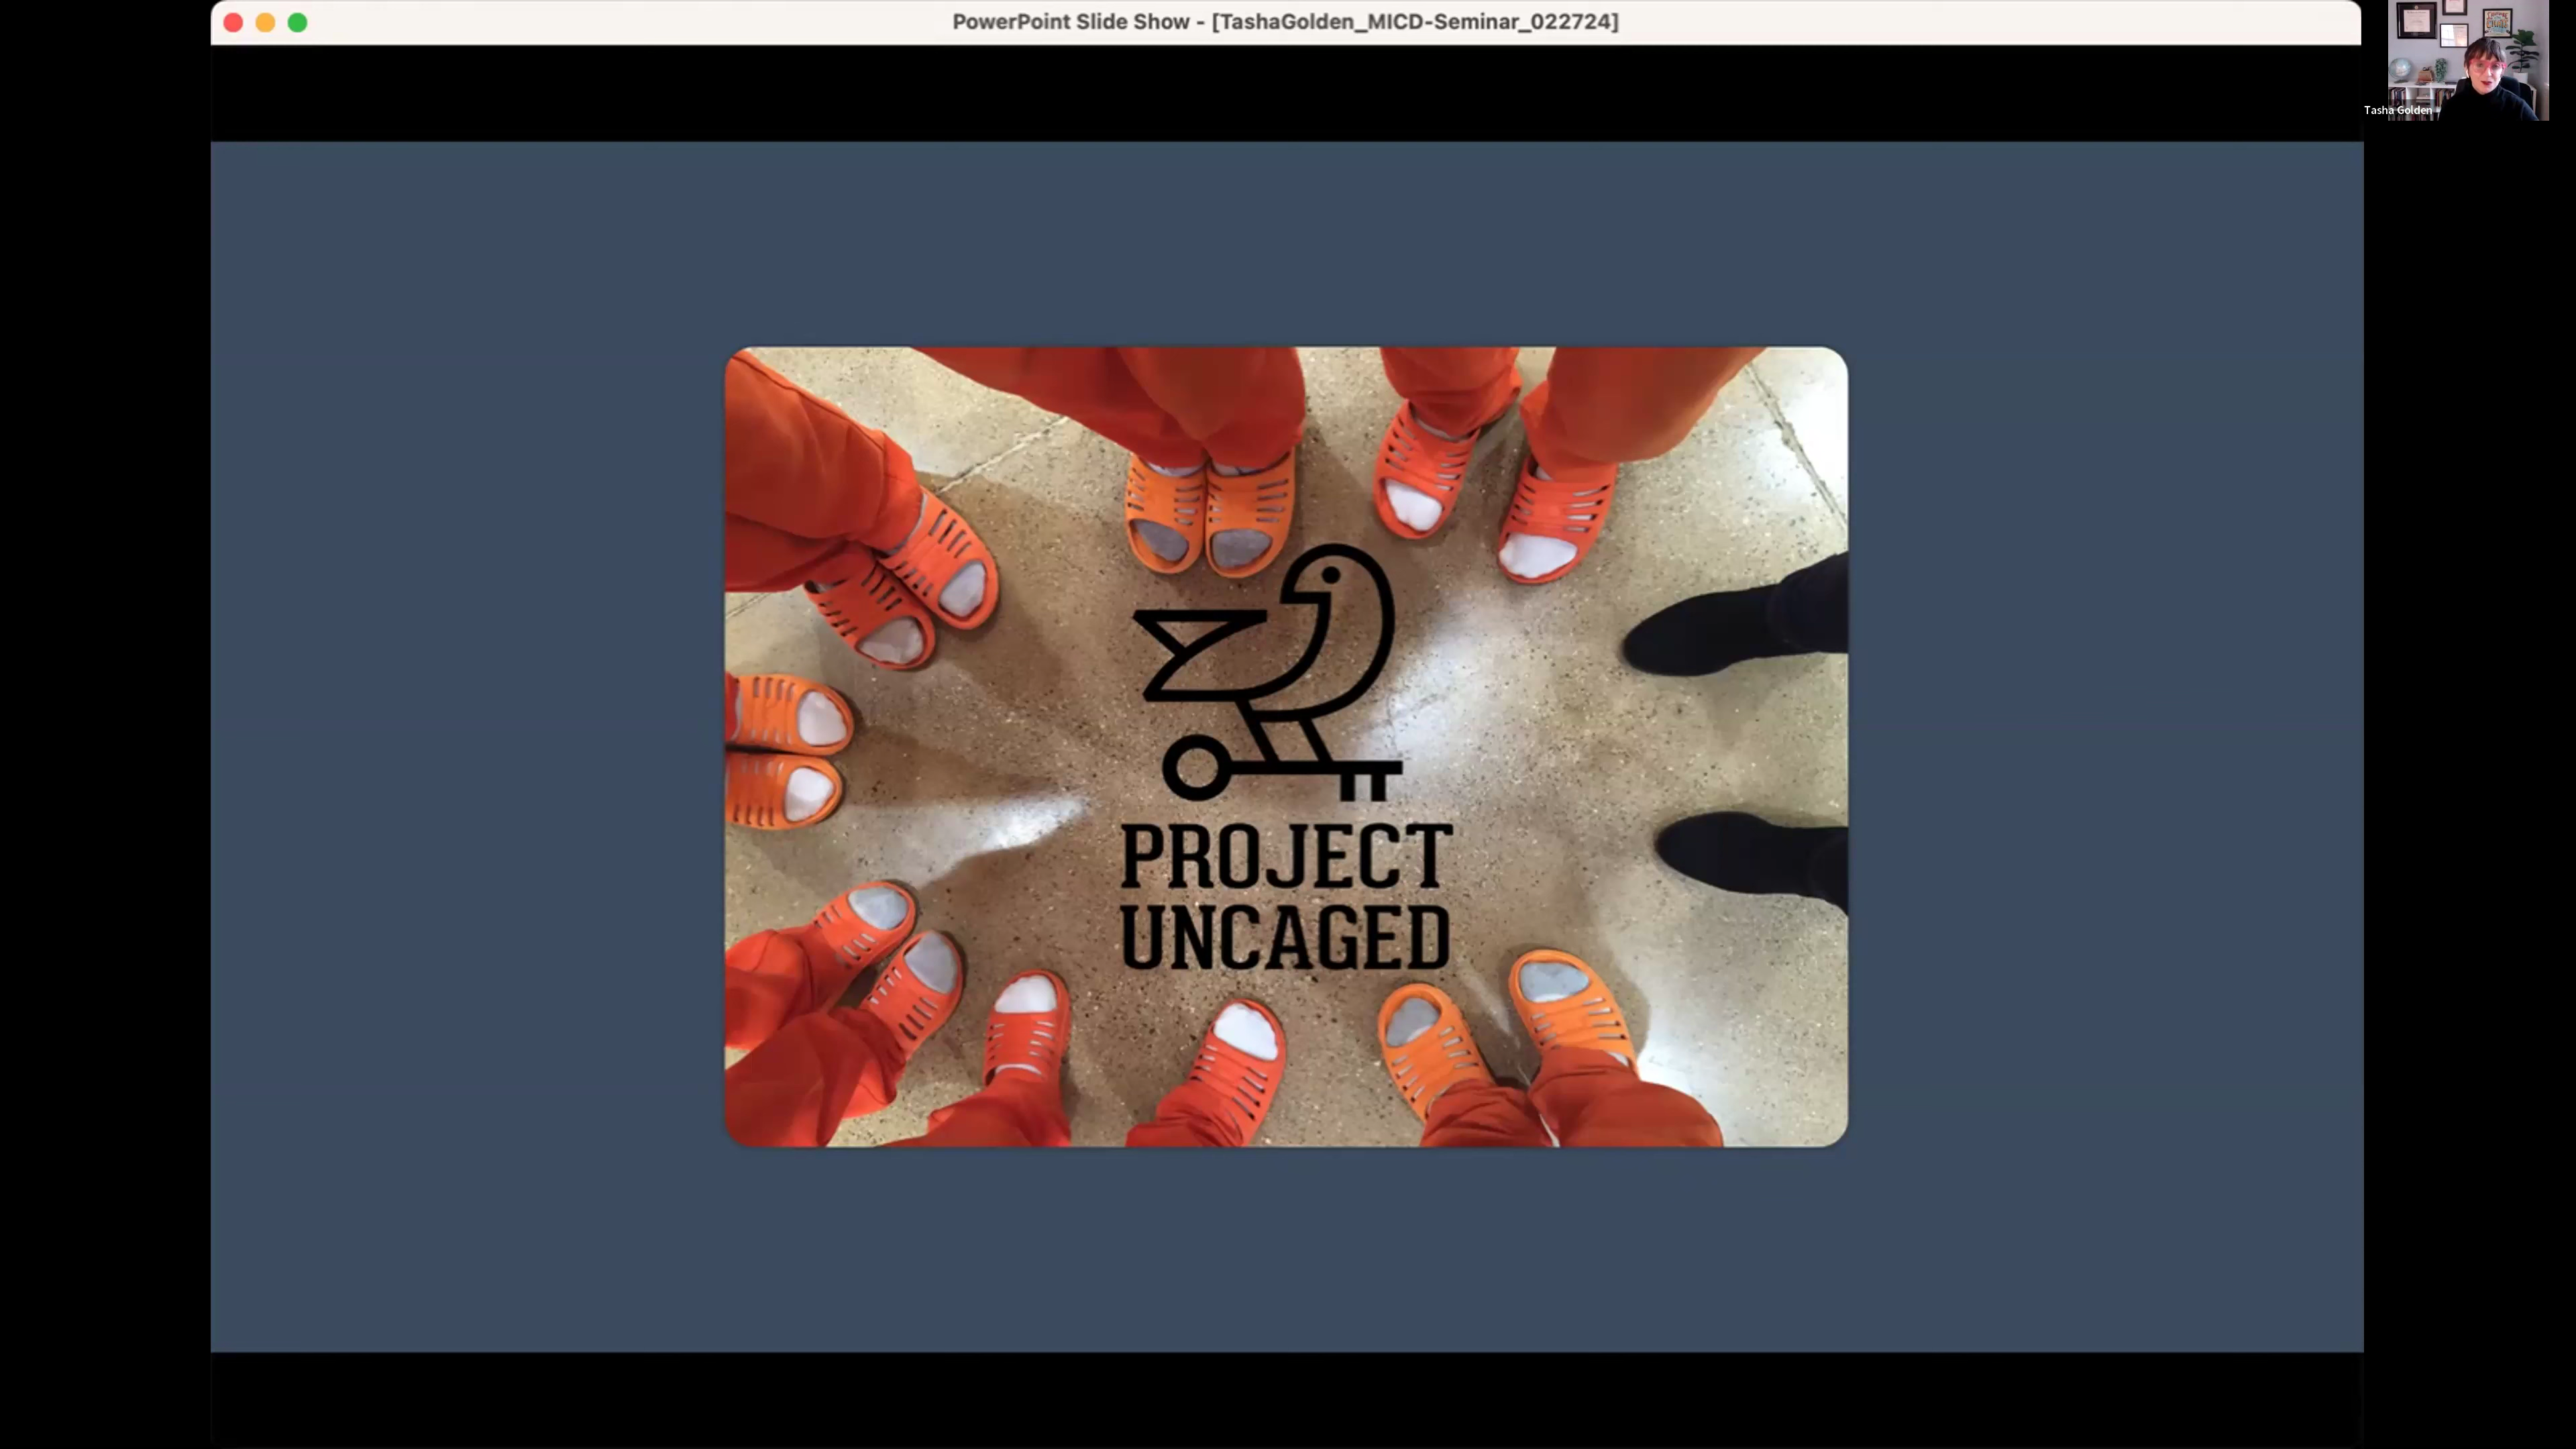 PowerPoint Slide Show - [TashaGolden_MICD-Seminar_022724]
Tasha Golden
PROJECT
UNCAGED